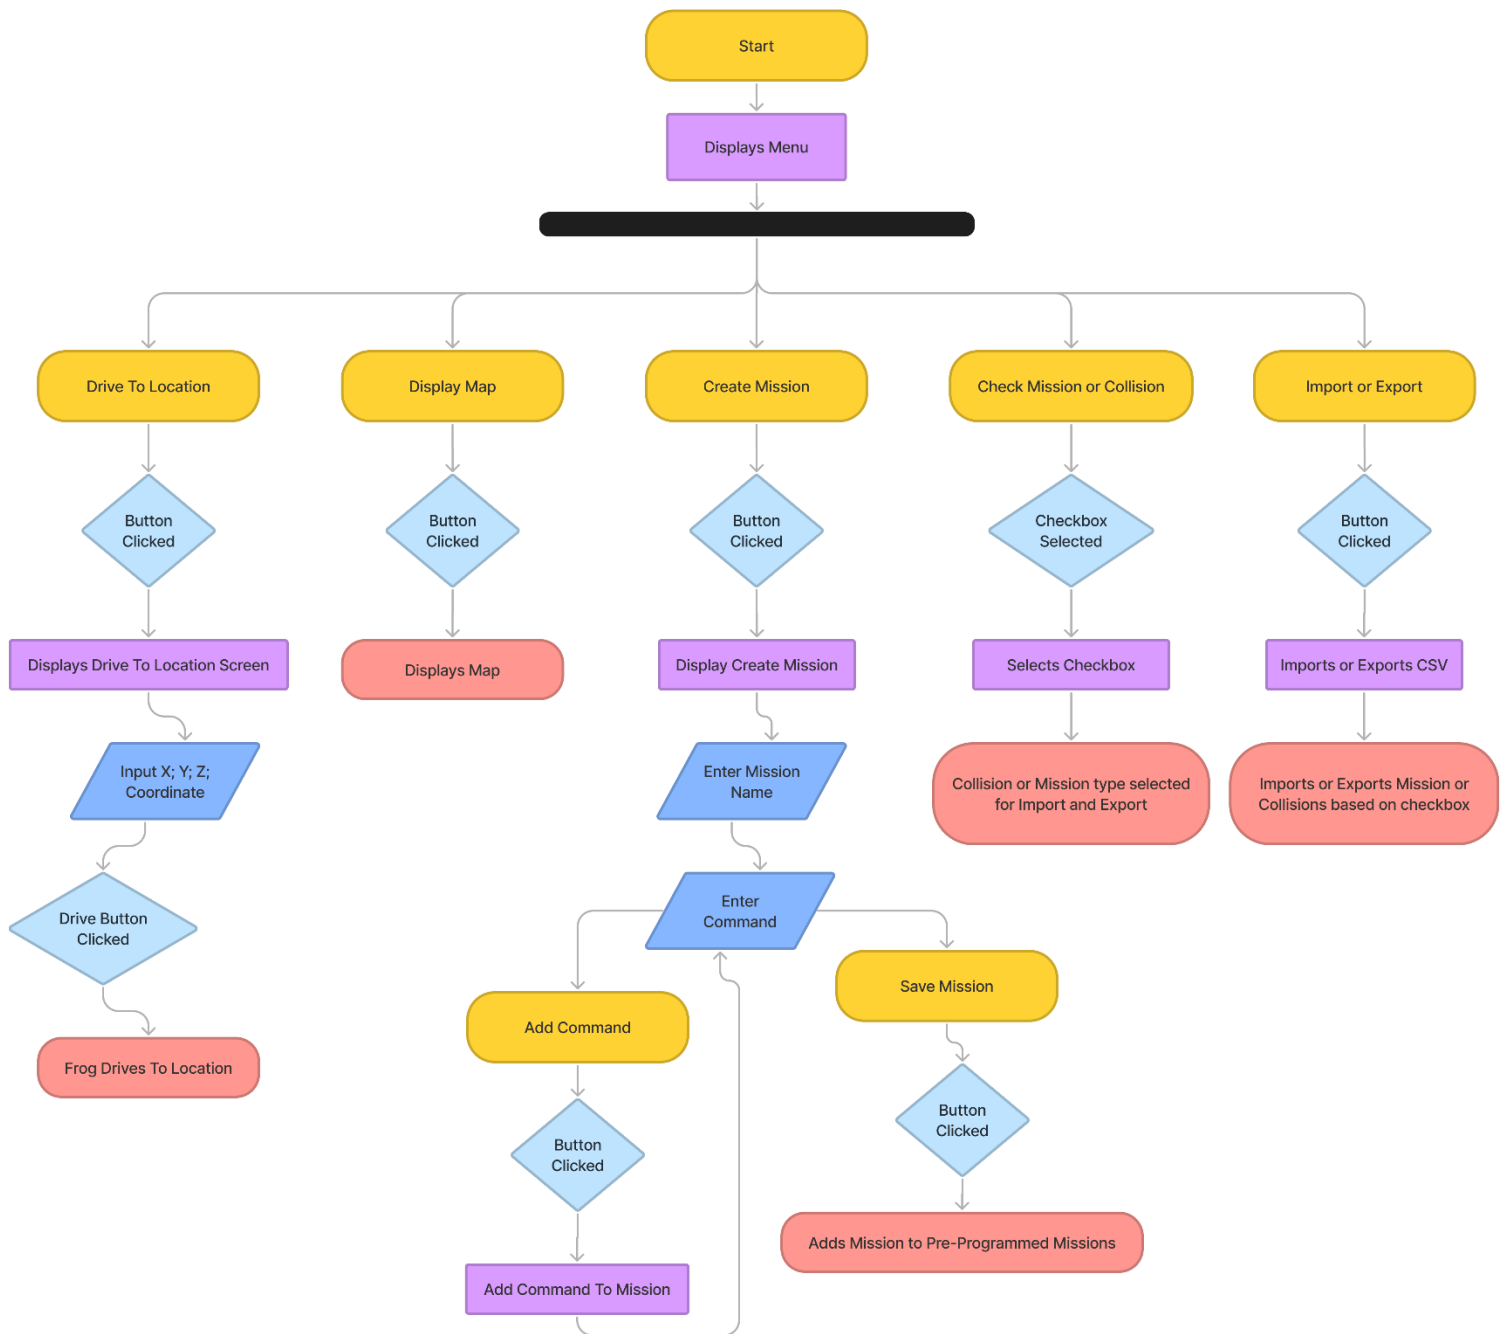 Start
Displays Menu
Drive To Location
Display Map
Create Mission
Check Mission or Collision
Import or Export
Button
Clicked
Button
Clicked
Button
Clicked
Checkbox
Selected
Button
Clicked
Displays Drive To Location Screen
Displays Map
Display Create Mission
Selects Checkbox
Imports or Exports CSV
Input X; Y; Z;
Coordinate
Enter Mission
Name
Collision or Mission type selected
for Import and Export
Imports or Exports Mission or
Collisions based on checkbox
Drive Button
Clicked
Enter
Command
Save Mission
Add Command
Frog Drives To Location
Button
Clicked
Button
Clicked
Adds Mission to Pre-Programmed Missions
Add Command To Mission